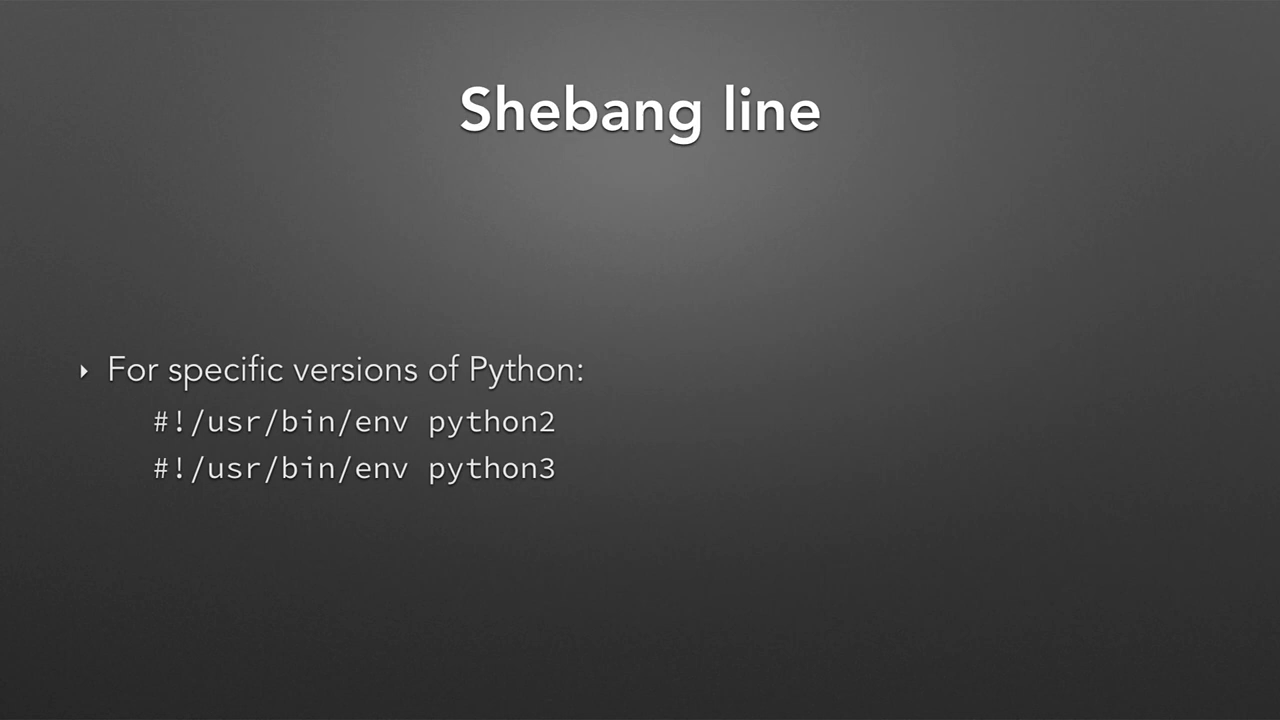 Shebang line
‣ For specific versions of Python:
#!/usr/bin/env python2
#!/usr/bin/env python3